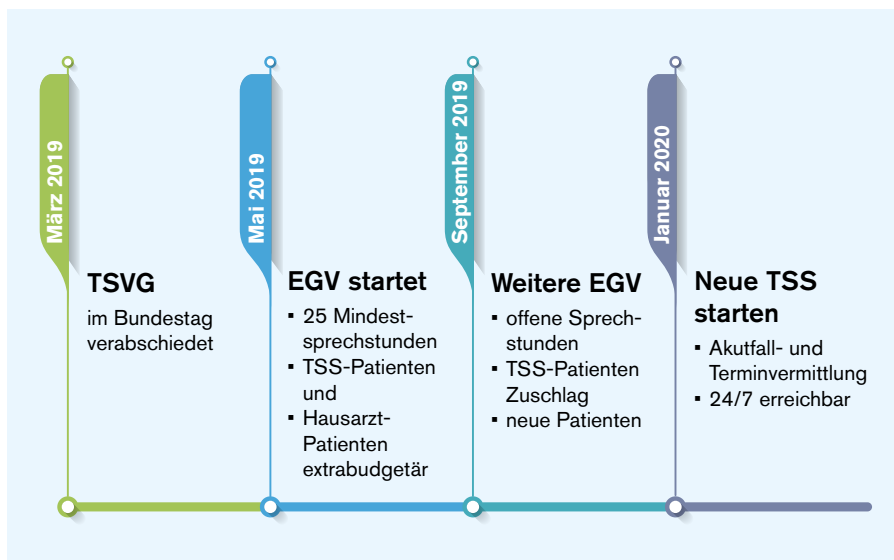 März 2019
TSVG
im Bundestag
verabschiedet
Mai 2019
EGV startet
▪ 25 Mindest-
sprechstunden
▪ TSS-Patienten
und
▪ Hausarzt-
Patienten
extrabudgetär
September 2019
Weitere EGV
▪ offene Sprech-
stunden
▪ TSS-Patienten
Zuschlag
▪ neue Patienten
Januar 2020
Neue TSS
starten
▪ Akutfall- und
Terminvermittlung
▪ 24/7 erreichbar